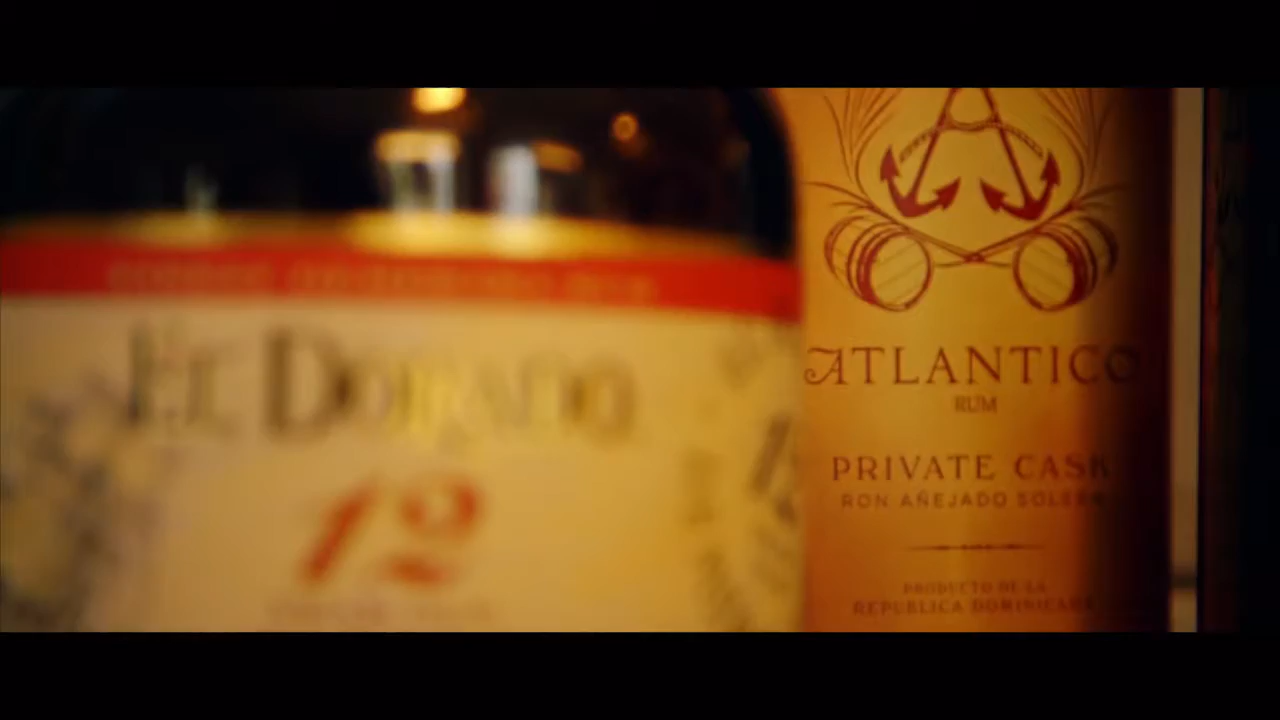 EL DORADO
12
ATLANTICO
RUM
PRIVATE CASK
RON AÑEJADO SOLERA
PRODUCTO DE LA
REPUBLICA DOMINICANA